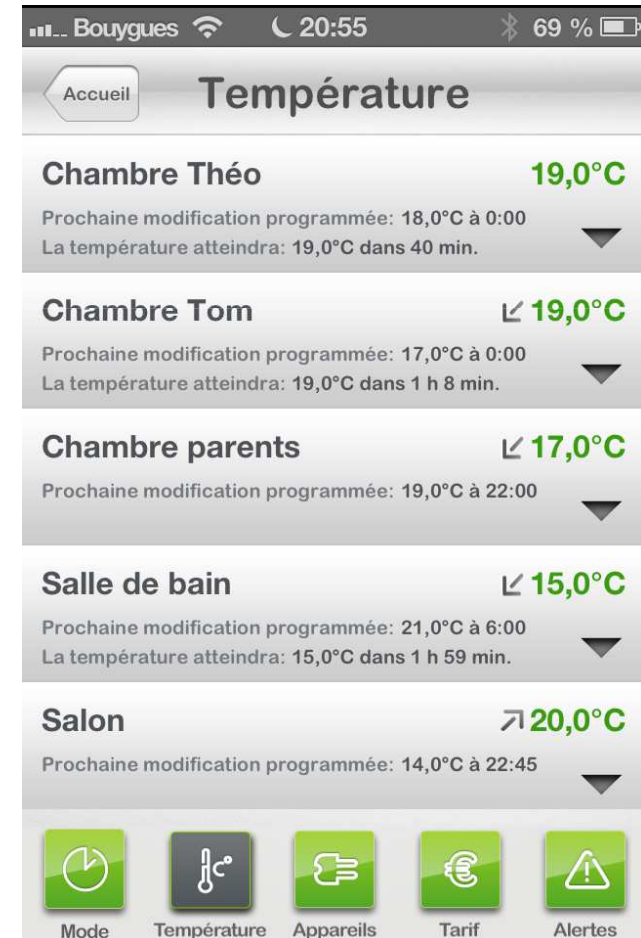 Bouygues 20:55 69 %
Accueil Température
Chambre Théo 19,0°C
Prochaine modification programmée: 18,0°C à 0:00
La température atteindra: 19,0°C dans 40 min.
Chambre Tom 19,0°C
Prochaine modification programmée: 17,0°C à 0:00
La température atteindra: 19,0°C dans 1 h 8 min.
Chambre parents 17,0°C
Prochaine modification programmée: 19,0°C à 22:00
Salle de bain 15,0°C
Prochaine modification programmée: 21,0°C à 6:00
La température atteindra: 15,0°C dans 1 h 59 min.
Salon 20,0°C
Prochaine modification programmée: 14,0°C à 22:45
Mode Température Appareils Tarif Alertes